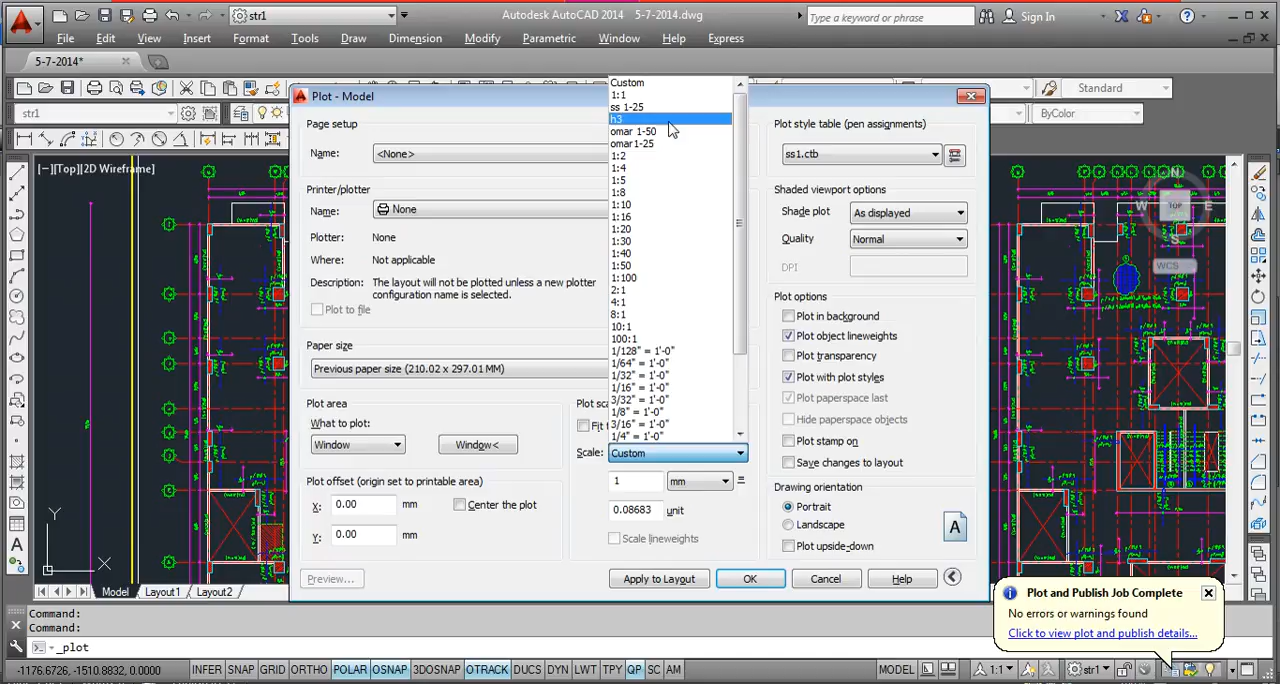 str1
Autodesk AutoCAD 2014 5-7-2014.dwg
Type a keyword or phrase
Sign In
File Edit View Insert Format Tools Draw Dimension Modify Parametric Window Help Express
5-7-2014*
Standard
str1
ByColor
[−][Top][2D Wireframe]
Plot - Model
Page setup
Name: <None>
Printer/plotter
Name: None
Plotter: None
Where: Not applicable
Description: The layout will not be plotted unless a new plotter
configuration name is selected.
Plot to file
Paper size
Previous paper size (210.02 x 297.01 MM)
Plot area
What to plot:
Window
Window<
Plot offset (origin set to printable area)
X: 0.00 mm
Center the plot
Y: 0.00 mm
Preview...
Custom
1:1
ss 1-25
h3
omar 1-50
omar1-25
1:2
1:4
1:5
1:8
1:10
1:16
1:20
1:30
1:40
1:50
1:100
2:1
4:1
8:1
10:1
100:1
1/128" = 1'-0"
1/64" = 1'-0"
1/32" = 1'-0"
1/16" = 1'-0"
3/32" = 1'-0"
1/8" = 1'-0"
3/16" = 1'-0"
1/4" = 1'-0"
Plot sca
Fit t
Scale: Custom
1 mm =
0.08683 unit
Scale lineweights
Plot style table (pen assignments)
ss1.ctb
Shaded viewport options
Shade plot As displayed
Quality Normal
DPI
Plot options
Plot in background
Plot object lineweights
Plot transparency
Plot with plot styles
Plot paperspace last
Hide paperspace objects
Plot stamp on
Save changes to layout
Drawing orientation
Portrait
Landscape
Plot upside-down
A
Apply to Layout
OK
Cancel
Help
N
W TOP E
S
WCS
Y
X
Model Layout1 Layout2
Plot and Publish Job Complete
No errors or warnings found
Click to view plot and publish details...
Command:
Command:
_plot
-1176.6726, -1510.8832, 0.0000
INFER SNAP GRID ORTHO POLAR OSNAP 3DOSNAP OTRACK DUCS DYN LWT TPY QP SC AM
MODEL
1:1
str1